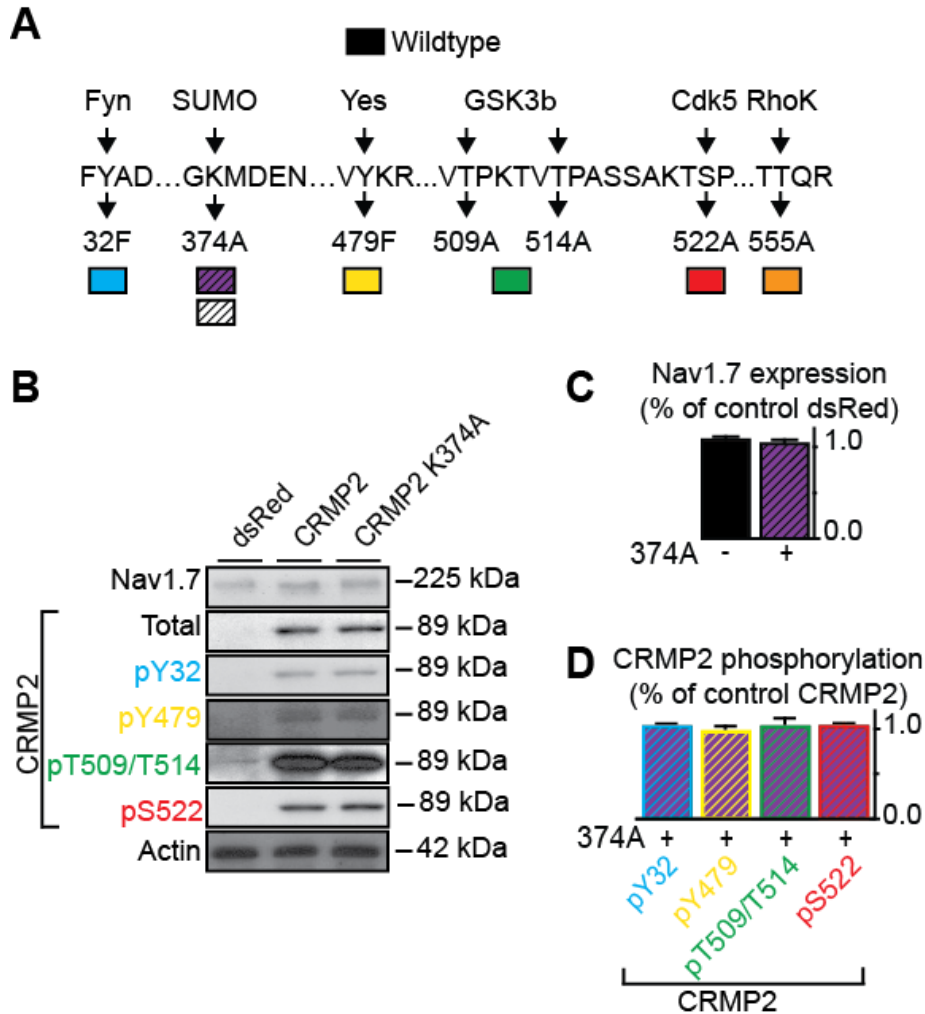 A
Wildtype
Fyn SUMO Yes GSK3b Cdk5 RhoK
FYAD...GKMDEN...VYKR...VTPKTVTPASSAKTSP...TTQR
32F 374A 479F 509A 514A 522A 555A
B
dsRed CRMP2 CRMP2 K374A
Nav1.7 225 kDa
CRMP2
Total 89 kDa
pY32 89 kDa
pY479 89 kDa
pT509/T514 89 kDa
pS522 89 kDa
Actin 42 kDa
C
Nav1.7 expression
(% of control dsRed)
1.0
0.0
374A - +
D
CRMP2 phosphorylation
(% of control CRMP2)
1.0
0.0
374A + + + +
pY32 pY479 pT509/T514 pS522
CRMP2